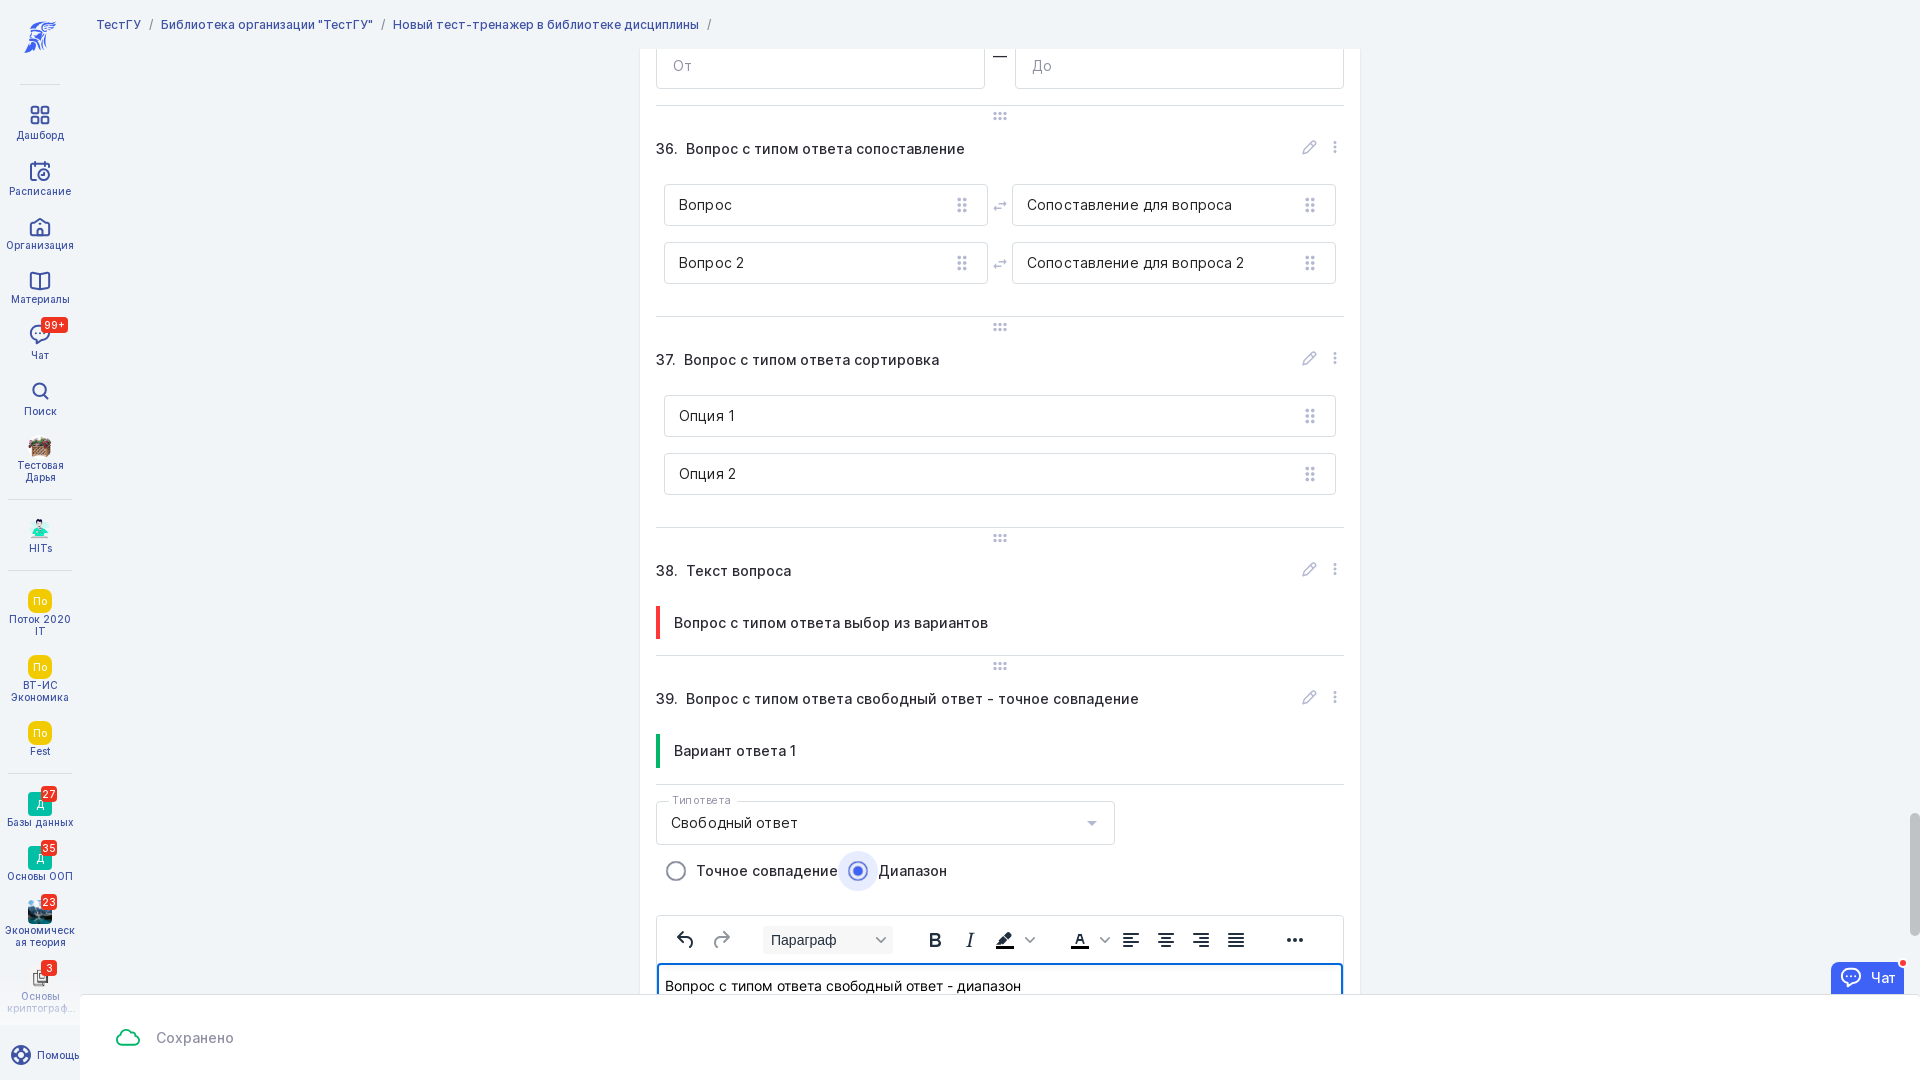 ТестГУ / Библиотека организации "ТестГУ" / Новый тест-тренажер в библиотеке дисциплины /
Дашборд
Расписание
Организация
Материалы
99+
Чат
Поиск
Тестовая
Дарья
HITs
По
Поток 2020
IT
По
ВТ-ИС
Экономика
По
Fest
27
Д
Базы данных
35
Д
Основы ООП
23
Экономическ
ая теория
3
Основы
криптограф...
Помощь
От
—
До
36. Вопрос с типом ответа сопоставление
Вопрос
Сопоставление для вопроса
Вопрос 2
Сопоставление для вопроса 2
37. Вопрос с типом ответа сортировка
Опция 1
Опция 2
38. Текст вопроса
Вопрос с типом ответа выбор из вариантов
39. Вопрос с типом ответа свободный ответ - точное совпадение
Вариант ответа 1
Тип ответа
Свободный ответ
Точное совпадение
Диапазон
Параграф
B I A
Вопрос с типом ответа свободный ответ - диапазон
Чат
Сохранено